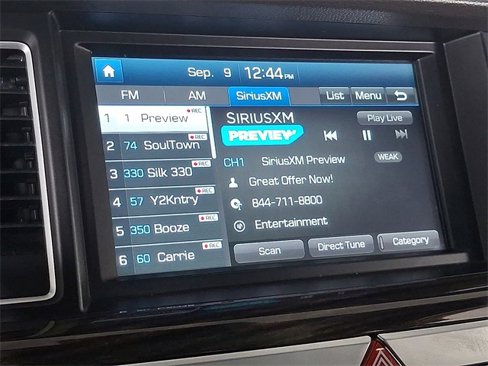 Sep. 9 12:44 PM
FM AM SiriusXM List Menu
1 1 Preview REC
2 74 SoulTown REC
3 330 Silk 330 REC
4 57 Y2Kntry REC
5 350 Booze REC
6 60 Carrie REC
SIRIUSXM Play Live
PREVIEW
CH1 SiriusXM Preview WEAK
Great Offer Now!
844-711-8800
Entertainment
Scan Direct Tune Category